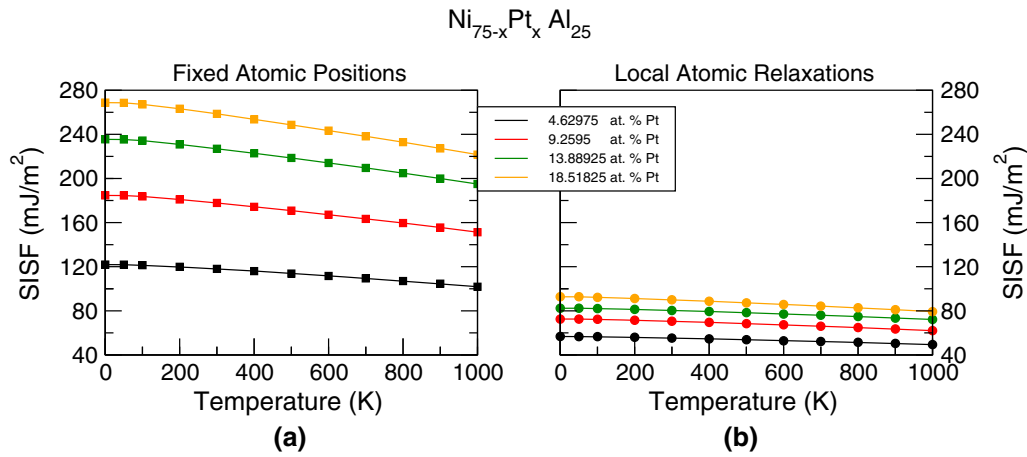 Ni75-xPtx Al25
Fixed Atomic Positions
Local Atomic Relaxations
280
240
200
160
120
80
40
SISF (mJ/m2)
0 200 400 600 800 1000
Temperature (K)
(a)
4.62975 at. % Pt
9.2595 at. % Pt
13.88925 at. % Pt
18.51825 at. % Pt
280
240
200
160
120
80
40
SISF (mJ/m2)
0 200 400 600 800 1000
Temperature (K)
(b)